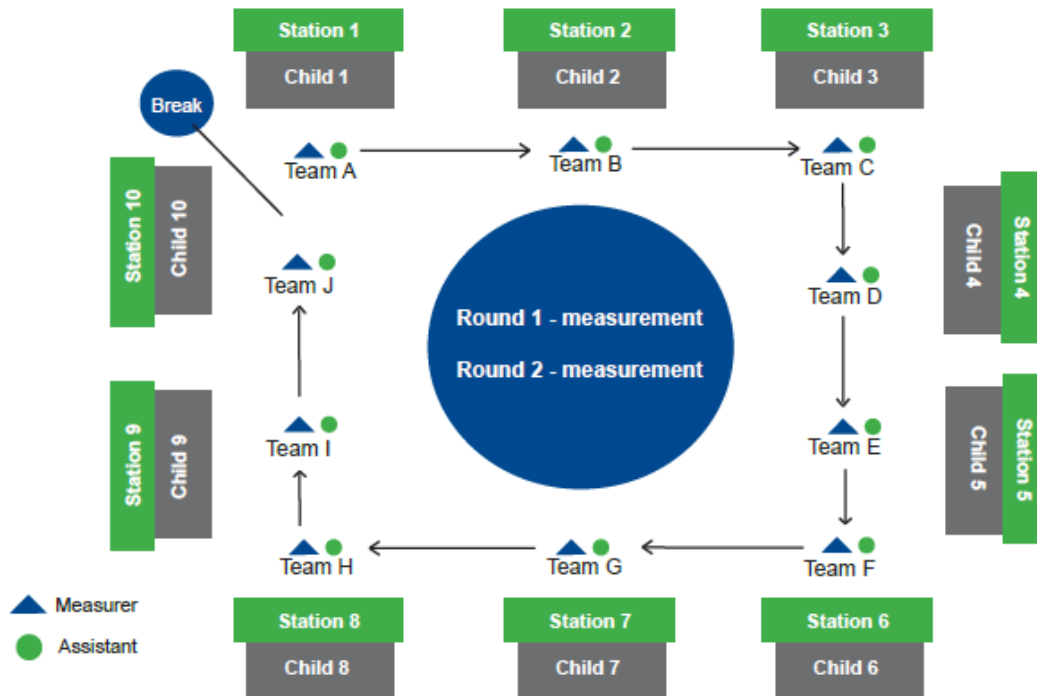 Station 1
Child 1
Station 2
Child 2
Station 3
Child 3
Break
Team A
Team B
Team C
Station 10
Child 10
Team J
Round 1 - measurement
Round 2 - measurement
Team D
Child 4
Station 4
Station 9
Child 9
Team I
Team E
Child 5
Station 5
Team H
Team G
Team F
Measurer
Assistant
Station 8
Child 8
Station 7
Child 7
Station 6
Child 6